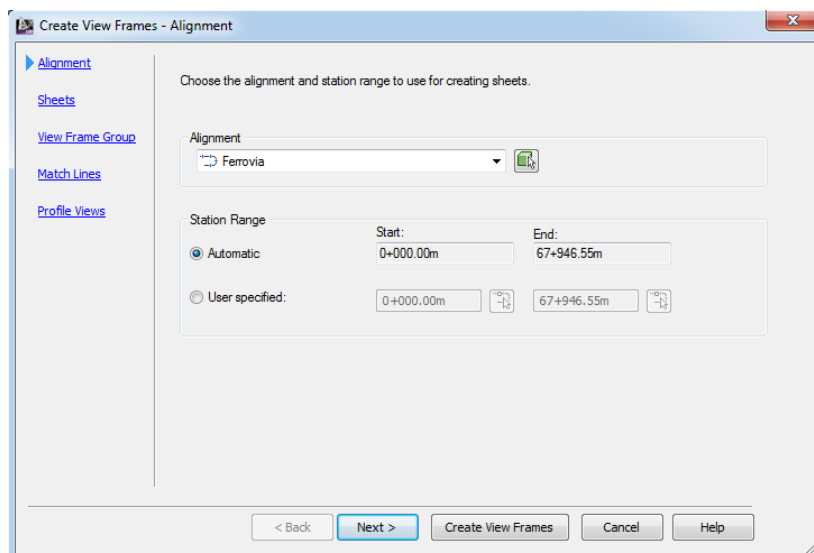 Create View Frames - Alignment
Alignment
Sheets
View Frame Group
Match Lines
Profile Views
Choose the alignment and station range to use for creating sheets.
Alignment
Ferrovia
Station Range
Start: End:
Automatic 0+000.00m 67+946.55m
User specified: 0+000.00m 67+946.55m
< Back Next > Create View Frames Cancel Help